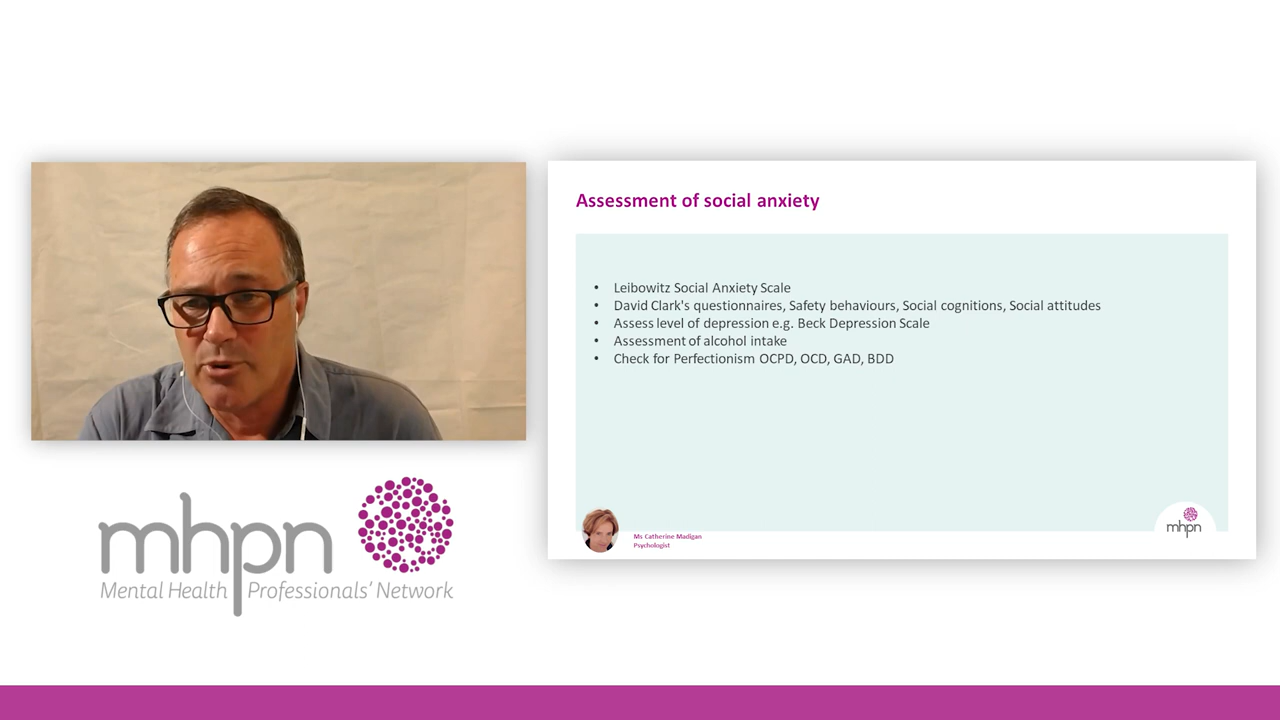 Assessment of social anxiety
• Leibowitz Social Anxiety Scale
• David Clark's questionnaires, Safety behaviours, Social cognitions, Social attitudes
• Assess level of depression e.g. Beck Depression Scale
• Assessment of alcohol intake
• Check for Perfectionism OCPD, OCD, GAD, BDD
Ms Catherine Madigan
Psychologist
mhpn
mhpn
Mental Health Professionals' Network